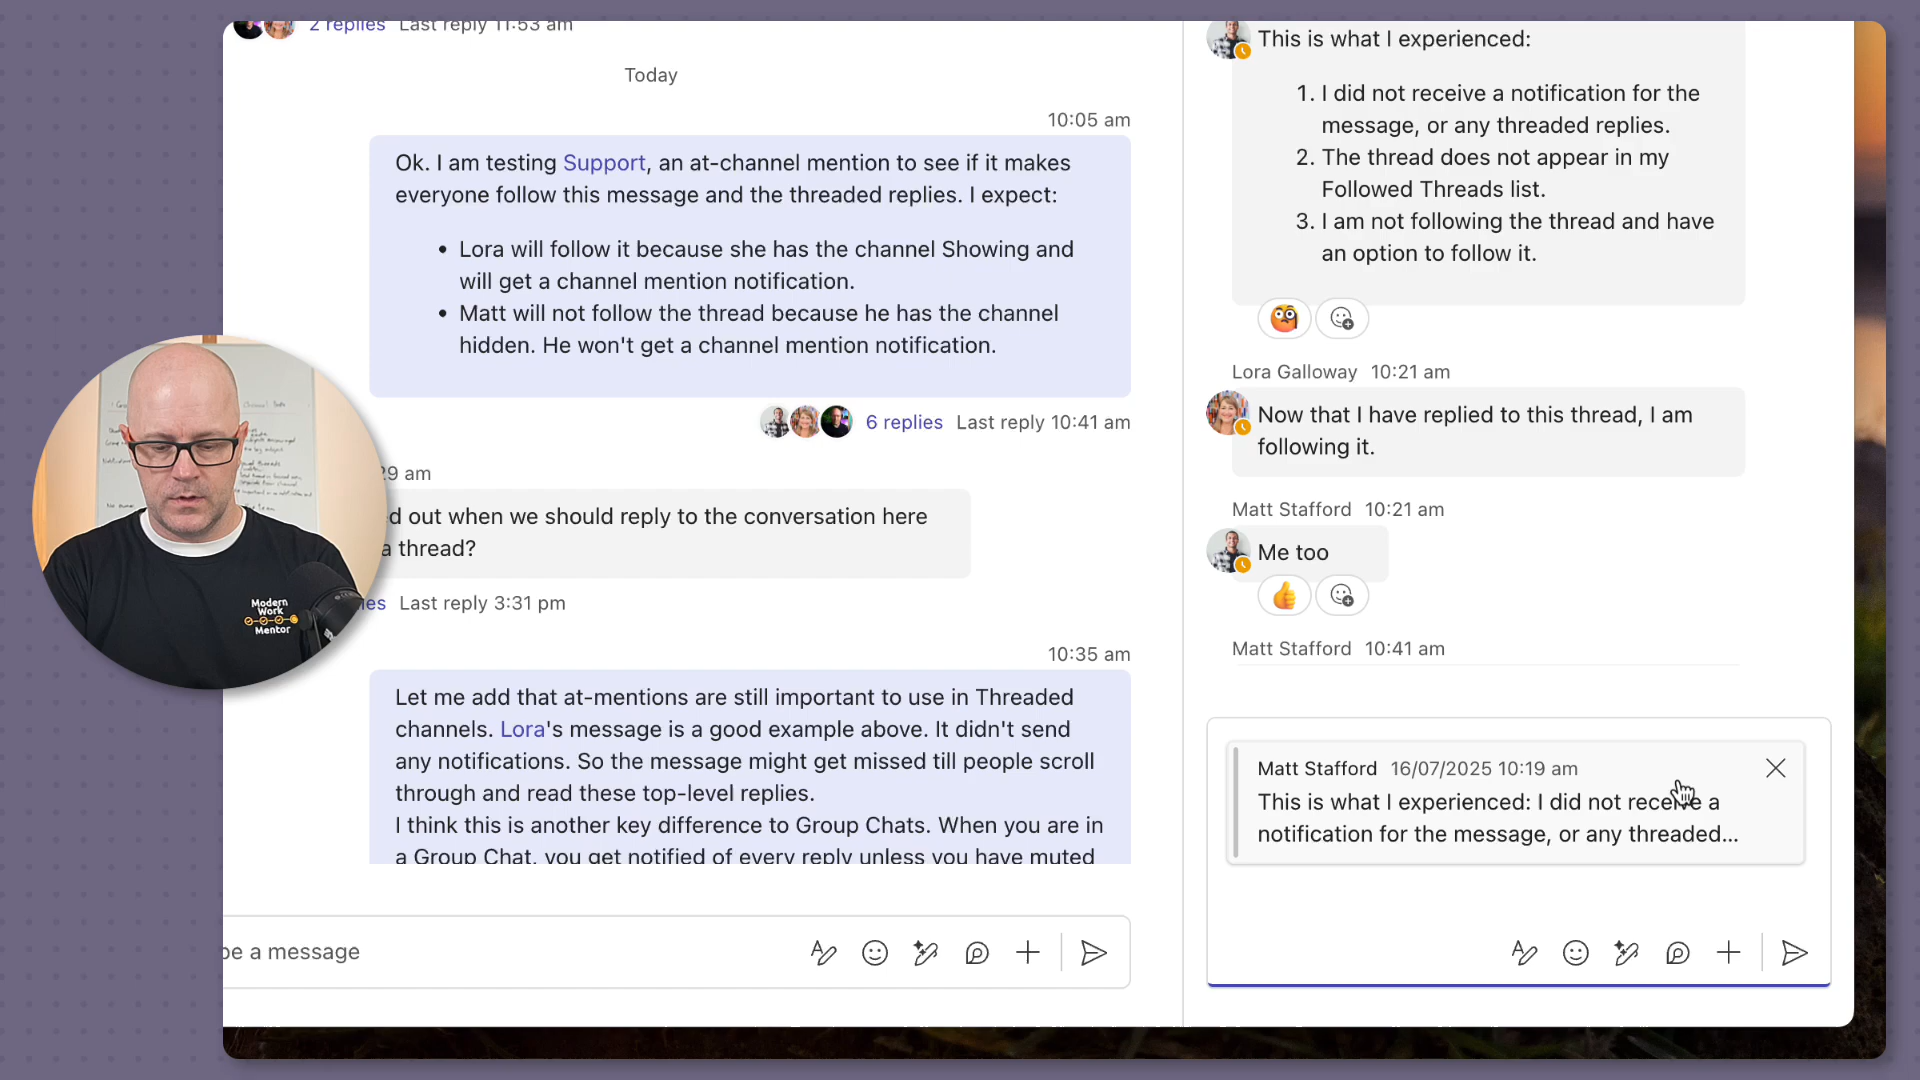 2 replies Last reply 11:53 am
Today
10:05 am
Ok. I am testing Support, an at-channel mention to see if it makes
everyone follow this message and the threaded replies. I expect:
• Lora will follow it because she has the channel Showing and
will get a channel mention notification.
• Matt will not follow the thread because he has the channel
hidden. He won't get a channel mention notification.
6 replies Last reply 10:41 am
29 am
d out when we should reply to the conversation here
a thread?
ies Last reply 3:31 pm
10:35 am
Let me add that at-mentions are still important to use in Threaded
channels. Lora's message is a good example above. It didn't send
any notifications. So the message might get missed till people scroll
through and read these top-level replies.
I think this is another key difference to Group Chats. When you are in
a Group Chat, you get notified of every reply unless you have muted
pe a message
This is what I experienced:
1. I did not receive a notification for the
message, or any threaded replies.
2. The thread does not appear in my
Followed Threads list.
3. I am not following the thread and have
an option to follow it.
Lora Galloway 10:21 am
Now that I have replied to this thread, I am
following it.
Matt Stafford 10:21 am
Me too
Matt Stafford 10:41 am
Matt Stafford 16/07/2025 10:19 am
This is what I experienced: I did not receive a
notification for the message, or any threaded...
Modern
Work
Mentor